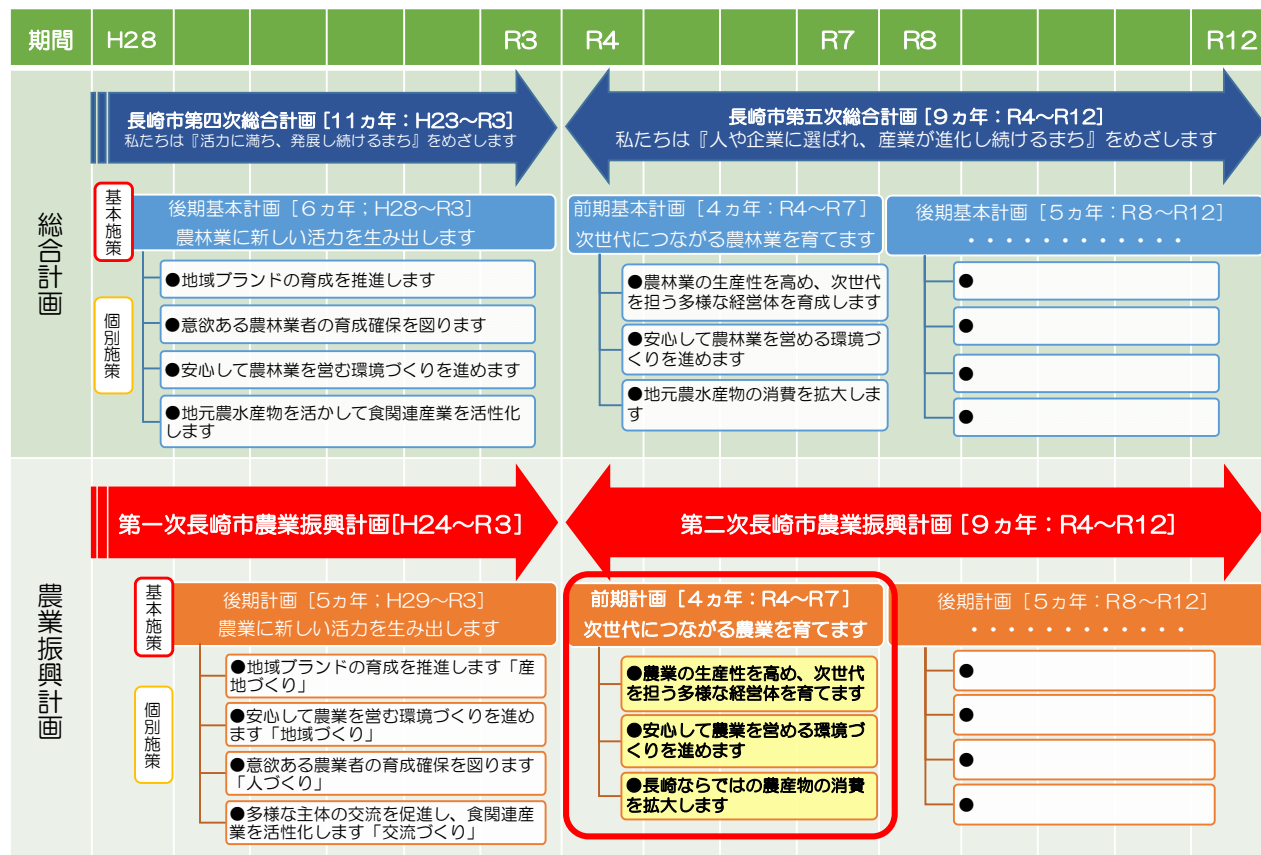 期間 H28 R3 R4 R7 R8 R12
総合計画
長崎市第四次総合計画[11ヵ年：H23～R3]
私たちは『活力に満ち、発展し続けるまち』をめざします
長崎市第五次総合計画[9ヵ年：R4～R12]
私たちは『人や企業に選ばれ、産業が進化し続けるまち』をめざします
基本施策
後期基本計画［6ヵ年；H28～R3］
農林業に新しい活力を生み出します
個別施策
●地域ブランドの育成を推進します
●意欲ある農林業者の育成確保を図ります
●安心して農林業を営む環境づくりを進めます
●地元農水産物を活かして食関連産業を活性化
します
前期基本計画［4ヵ年：R4～R7］
次世代につながる農林業を育てます
●農林業の生産性を高め、次世代
を担う多様な経営体を育成します
●安心して農林業を営める環境づ
くりを進めます
●地元農水産物の消費を拡大しま
す
後期基本計画［5ヵ年：R8～R12］
・・・・・・・・・・・・
●
●
●
●
農業振興計画
第一次長崎市農業振興計画[H24～R3]
第二次長崎市農業振興計画[9ヵ年：R4～R12]
基本施策
後期計画［5ヵ年；H29～R3］
農業に新しい活力を生み出します
個別施策
●地域ブランドの育成を推進します「産
地づくり」
●安心して農業を営む環境づくりを進め
ます「地域づくり」
●意欲ある農業者の育成確保を図ります
「人づくり」
●多様な主体の交流を促進し、食関連産
業を活性化します「交流づくり」
前期計画［4ヵ年：R4～R7］
次世代につながる農業を育てます
●農業の生産性を高め、次世代
を担う多様な経営体を育てます
●安心して農業を営める環境づ
くりを進めます
●長崎ならではの農産物の消費
を拡大します
後期計画［5ヵ年：R8～R12］
・・・・・・・・・・・・
●
●
●
●